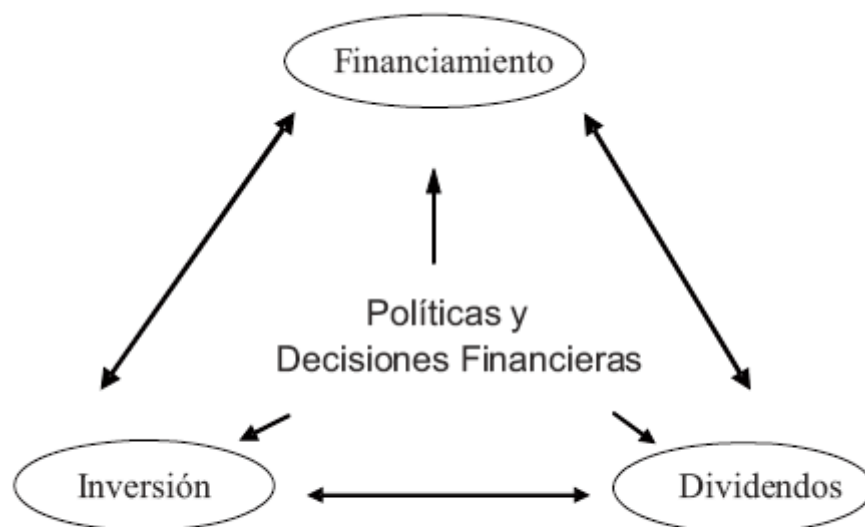 Financiamiento
Políticas y
Decisiones Financieras
Inversión
Dividendos